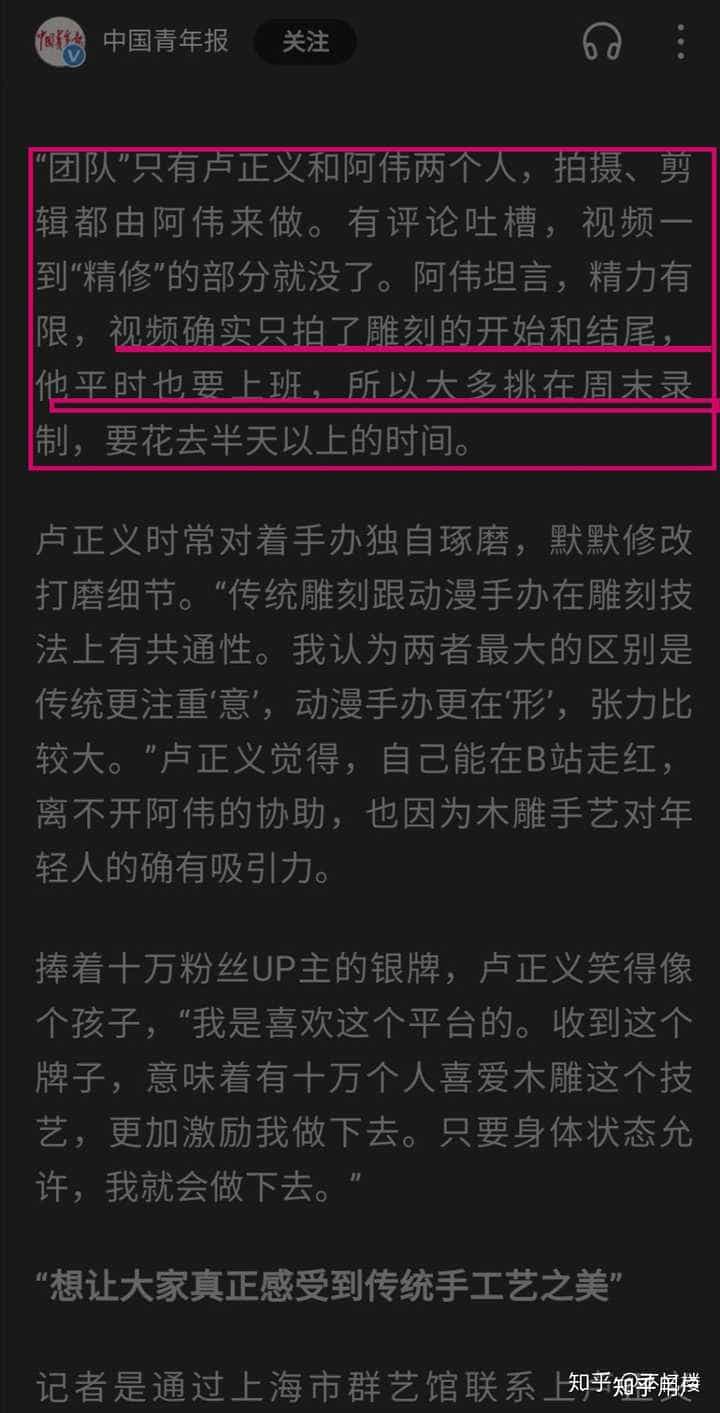 中国青年报
关注
“团队”只有卢正义和阿伟两个人，拍摄、剪
辑都由阿伟来做。有评论吐槽，视频一
到“精修”的部分就没了。阿伟坦言，精力有
限，视频确实只拍了雕刻的开始和结尾，
他平时也要上班，所以大多挑在周末录
制，要花去半天以上的时间。
卢正义时常对着手办独自琢磨，默默修改
打磨细节。“传统雕刻跟动漫手办在雕刻技
法上有共通性。我认为两者最大的区别是
传统更注重‘意’，动漫手办更在‘形’，张力比
较大。”卢正义觉得，自己能在B站走红，
离不开阿伟的协助，也因为木雕手艺对年
轻人的确有吸引力。
捧着十万粉丝UP主的银牌，卢正义笑得像
个孩子，“我是喜欢这个平台的。收到这个
牌子，意味着有十万个人喜爱木雕这个技
艺，更加激励我做下去。只要身体状态允
许，我就会做下去。”
“想让大家真正感受到传统手工艺之美”
记者是通过上海市群艺馆联系上卢正义
知乎